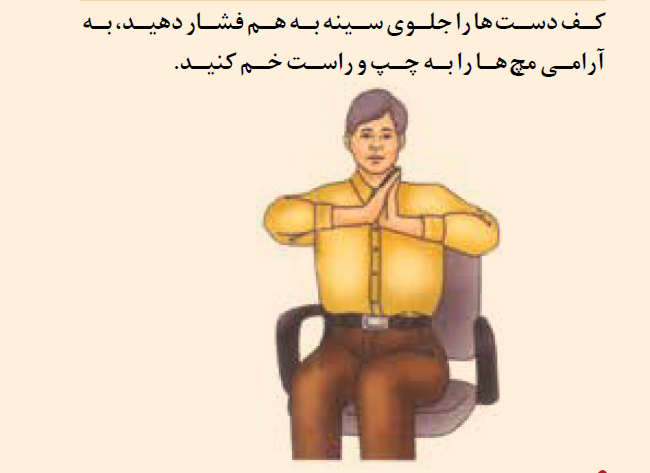 کف دست‌ها را جلوی سینه به هم فشار دهید، به
آرامی مچ‌ها را به چپ و راست خم کنید.